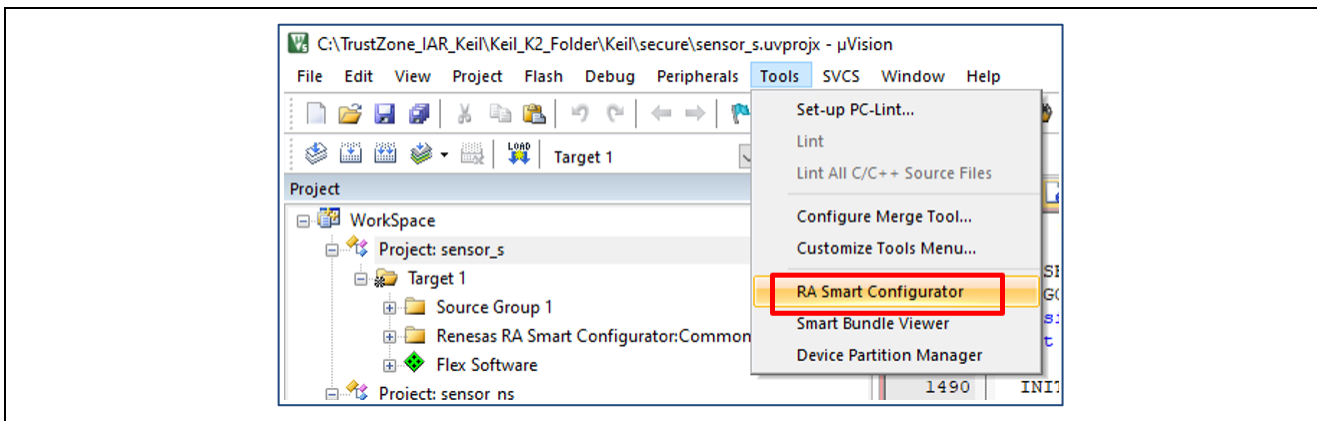 C:\TrustZone_IAR_Keil\Keil_K2_Folder\Keil\secure\sensor_s.uvprojx - µVision
File Edit View Project Flash Debug Peripherals Tools SVCS Window Help
Set-up PC-Lint...
Lint
LOAD
Target 1
Lint All C/C++ Source Files
Project
WorkSpace
Configure Merge Tool...
Project: sensor_s
Customize Tools Menu...
Target 1
RA Smart Configurator
Source Group 1
Smart Bundle Viewer
Renesas RA Smart Configurator:Common
Device Partition Manager
Flex Software
Project: sensor_ns
1490